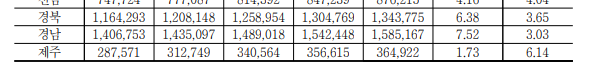 경북 1,164,293 1,208,148 1,258,954 1,304,769 1,343,775 6.38 3.65
경남 1,406,753 1,435,097 1,489,018 1,542,448 1,585,167 7.52 3.03
제주 287,571 312,749 340,564 356,615 364,922 1.73 6.14